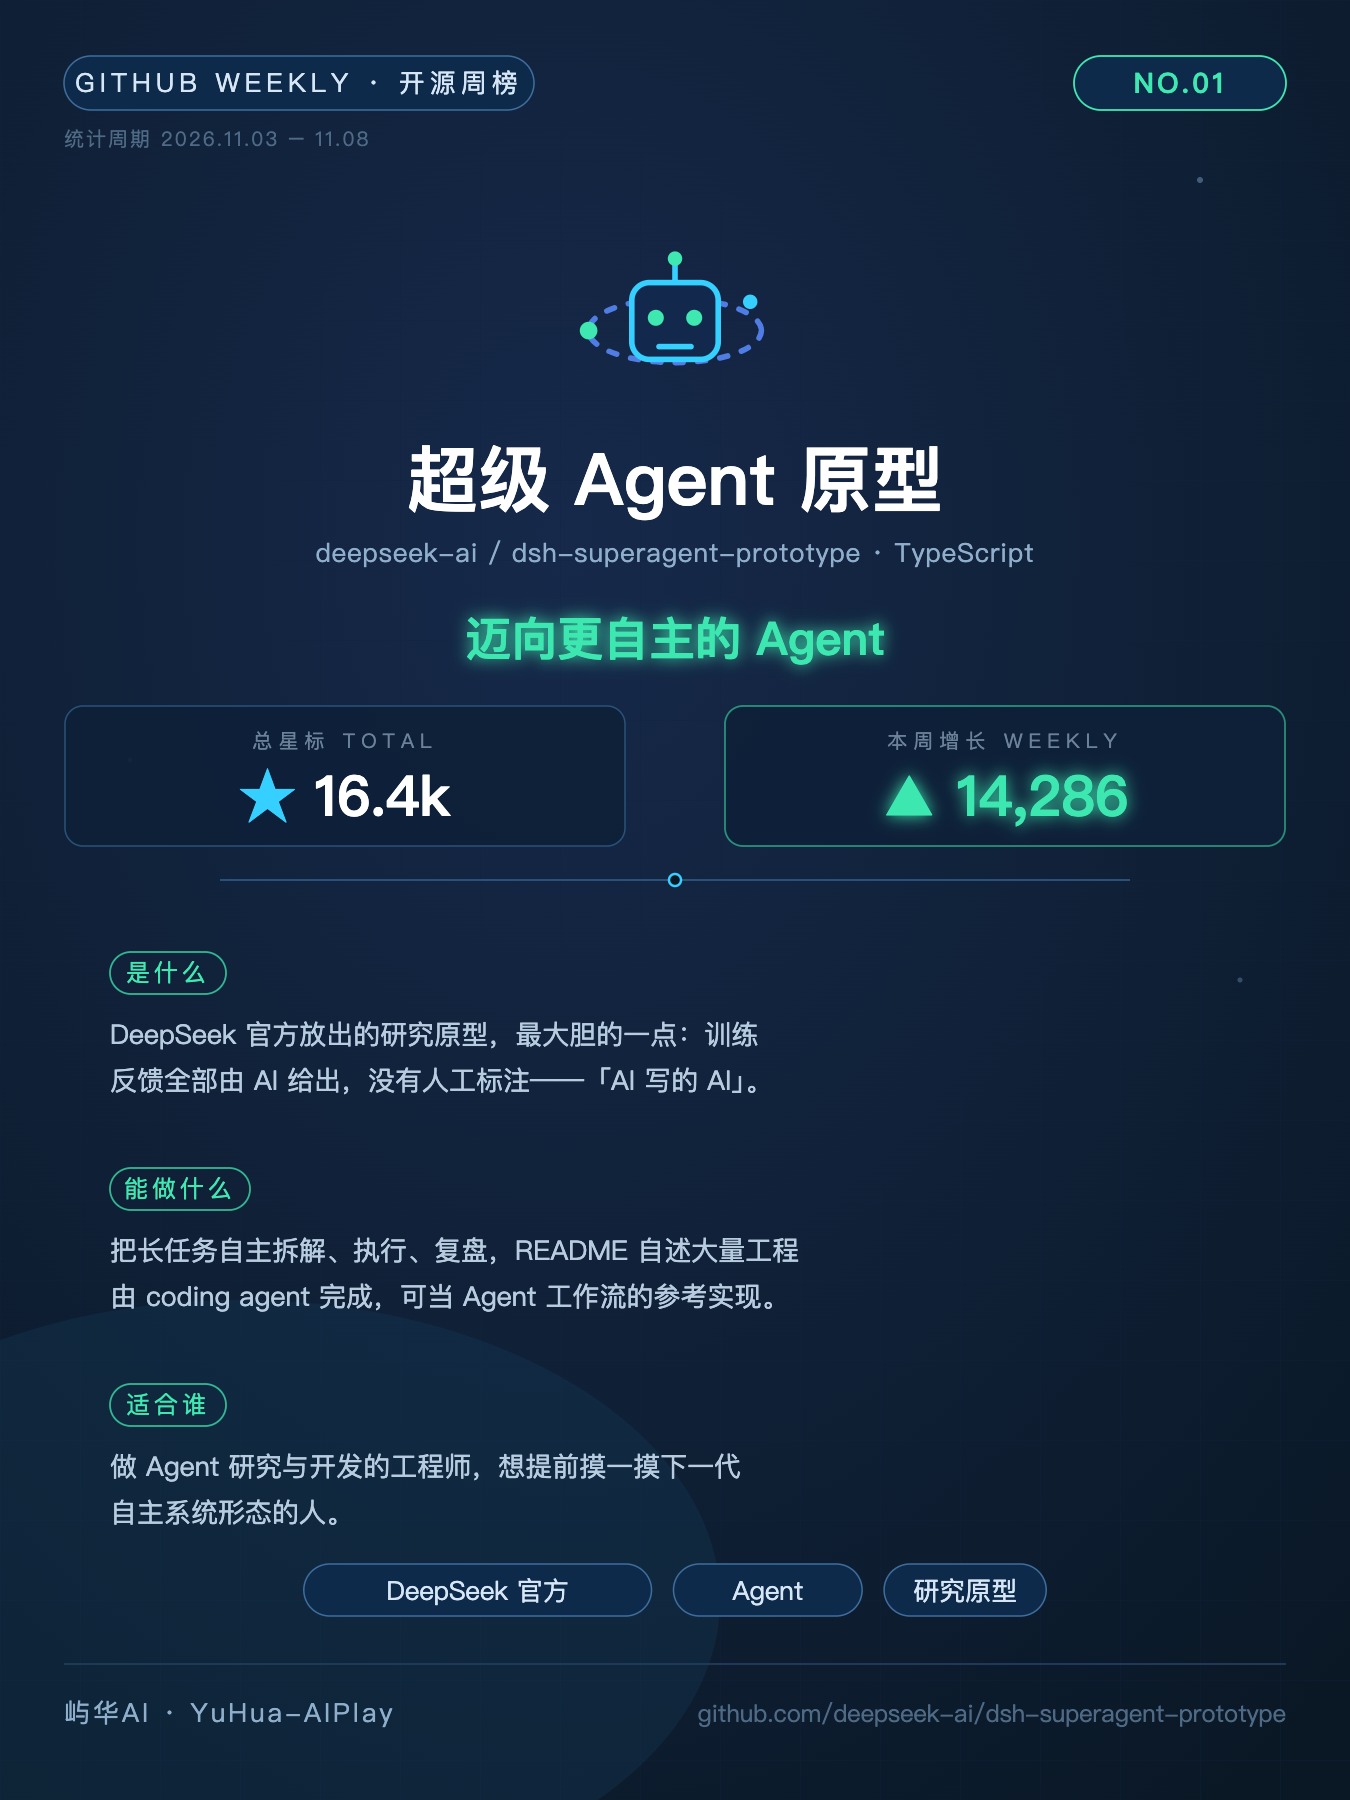 GITHUB WEEKLY · 开源周榜
NO.01
统计周期 2026.11.03 — 11.08
超级 Agent 原型
deepseek-ai / dsh-superagent-prototype · TypeScript
迈向更自主的 Agent
总星标 TOTAL
★ 16.4k
本周增长 WEEKLY
▲ 14,286
是什么
DeepSeek 官方放出的研究原型，最大胆的一点：训练
反馈全部由 AI 给出，没有人工标注——「AI 写的 AI」。
能做什么
把长任务自主拆解、执行、复盘，README 自述大量工程
由 coding agent 完成，可当 Agent 工作流的参考实现。
适合谁
做 Agent 研究与开发的工程师，想提前摸一摸下一代
自主系统形态的人。
DeepSeek 官方
Agent
研究原型
屿华AI · YuHua-AIPlay
github.com/deepseek-ai/dsh-superagent-prototype